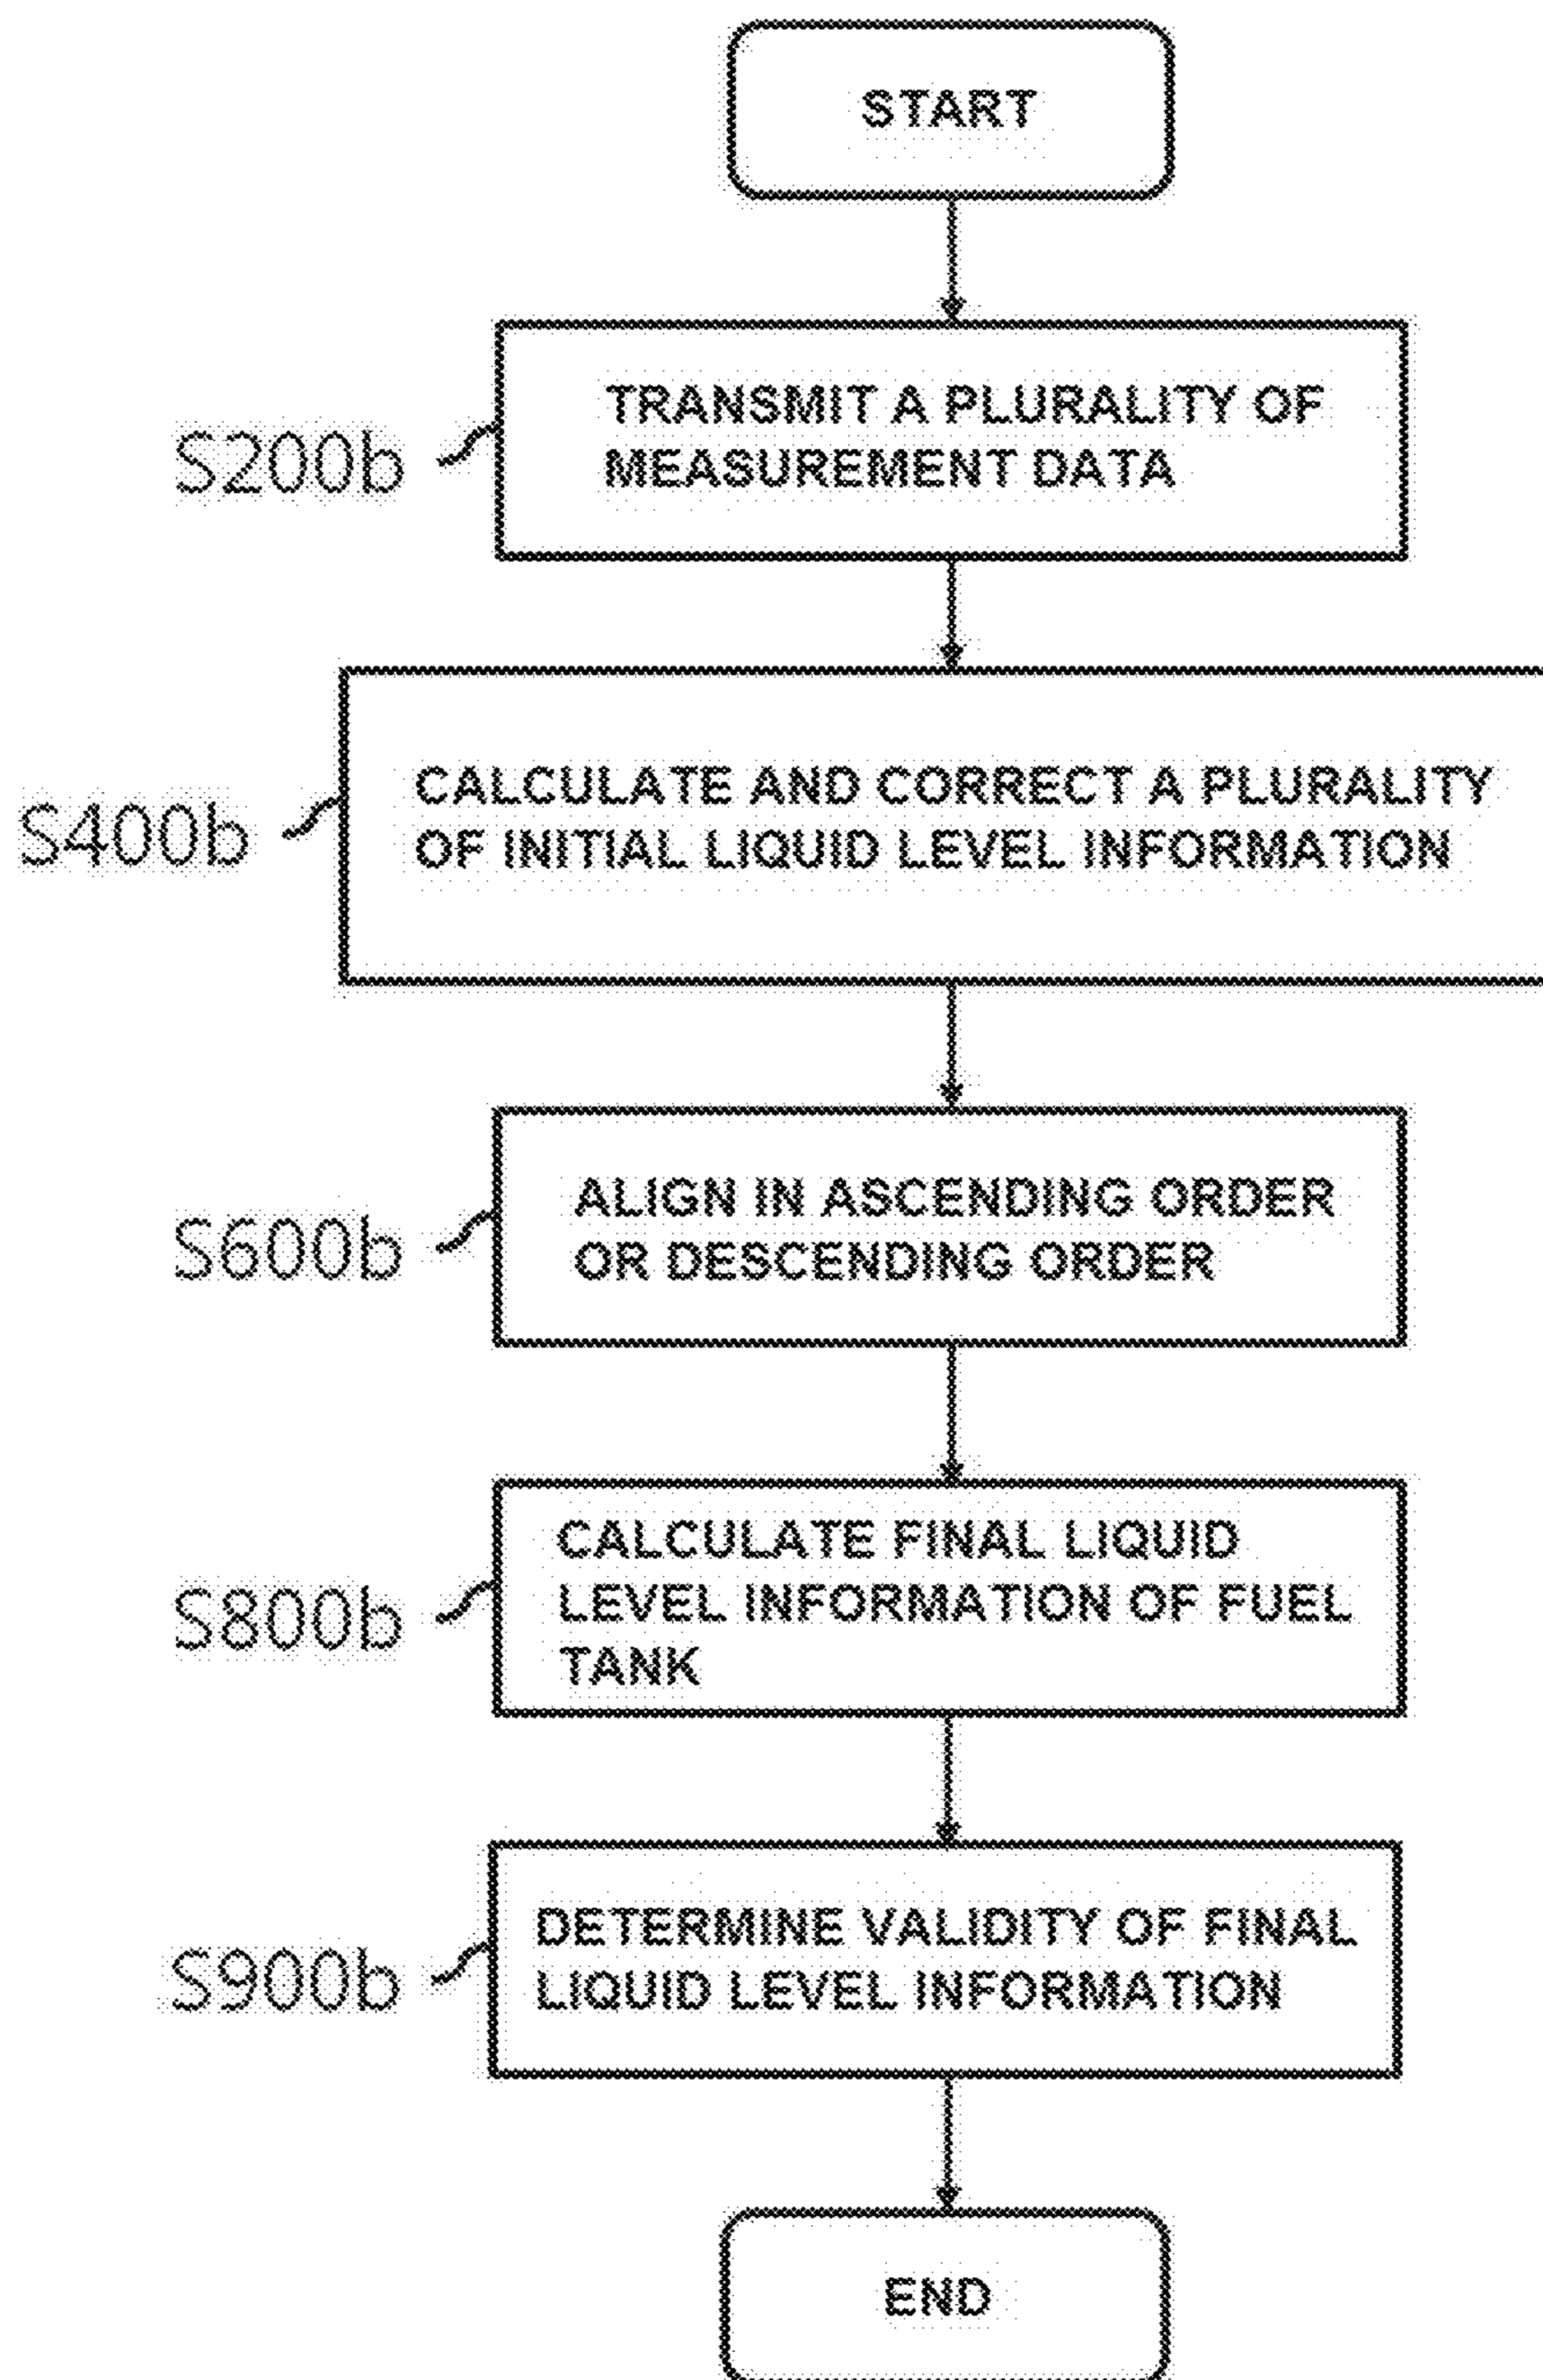 START
TRANSMIT A PLURALITY OF
MEASUREMENT DATA
S200b
CALCULATE AND CORRECT A PLURALITY
OF INITIAL LIQUID LEVEL INFORMATION
S400b
ALIGN IN ASCENDING ORDER
OR DESCENDING ORDER
S600b
CALCULATE FINAL LIQUID
LEVEL INFORMATION OF FUEL
TANK
S800b
DETERMINE VALIDITY OF FINAL
LIQUID LEVEL INFORMATION
S900b
END